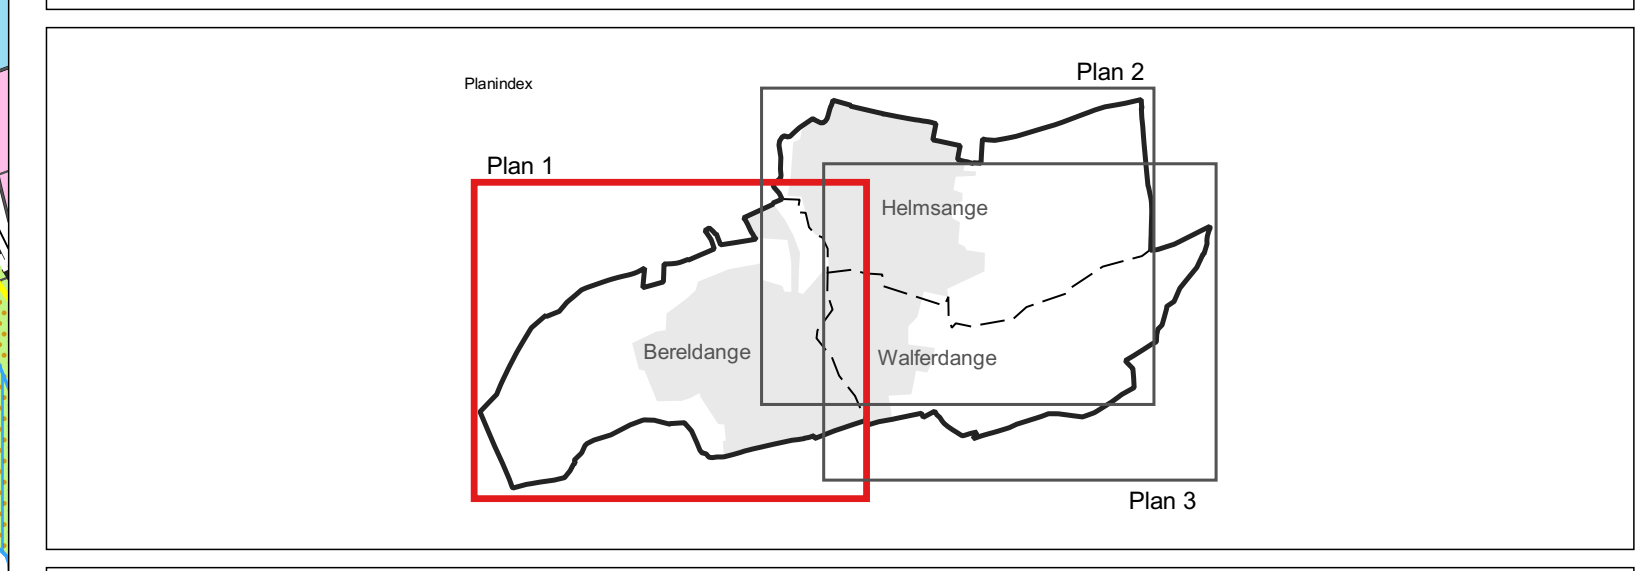 Plan 2
Planindex
Plan 1
Helmsange
Bereldange
Walferdange
Plan 3